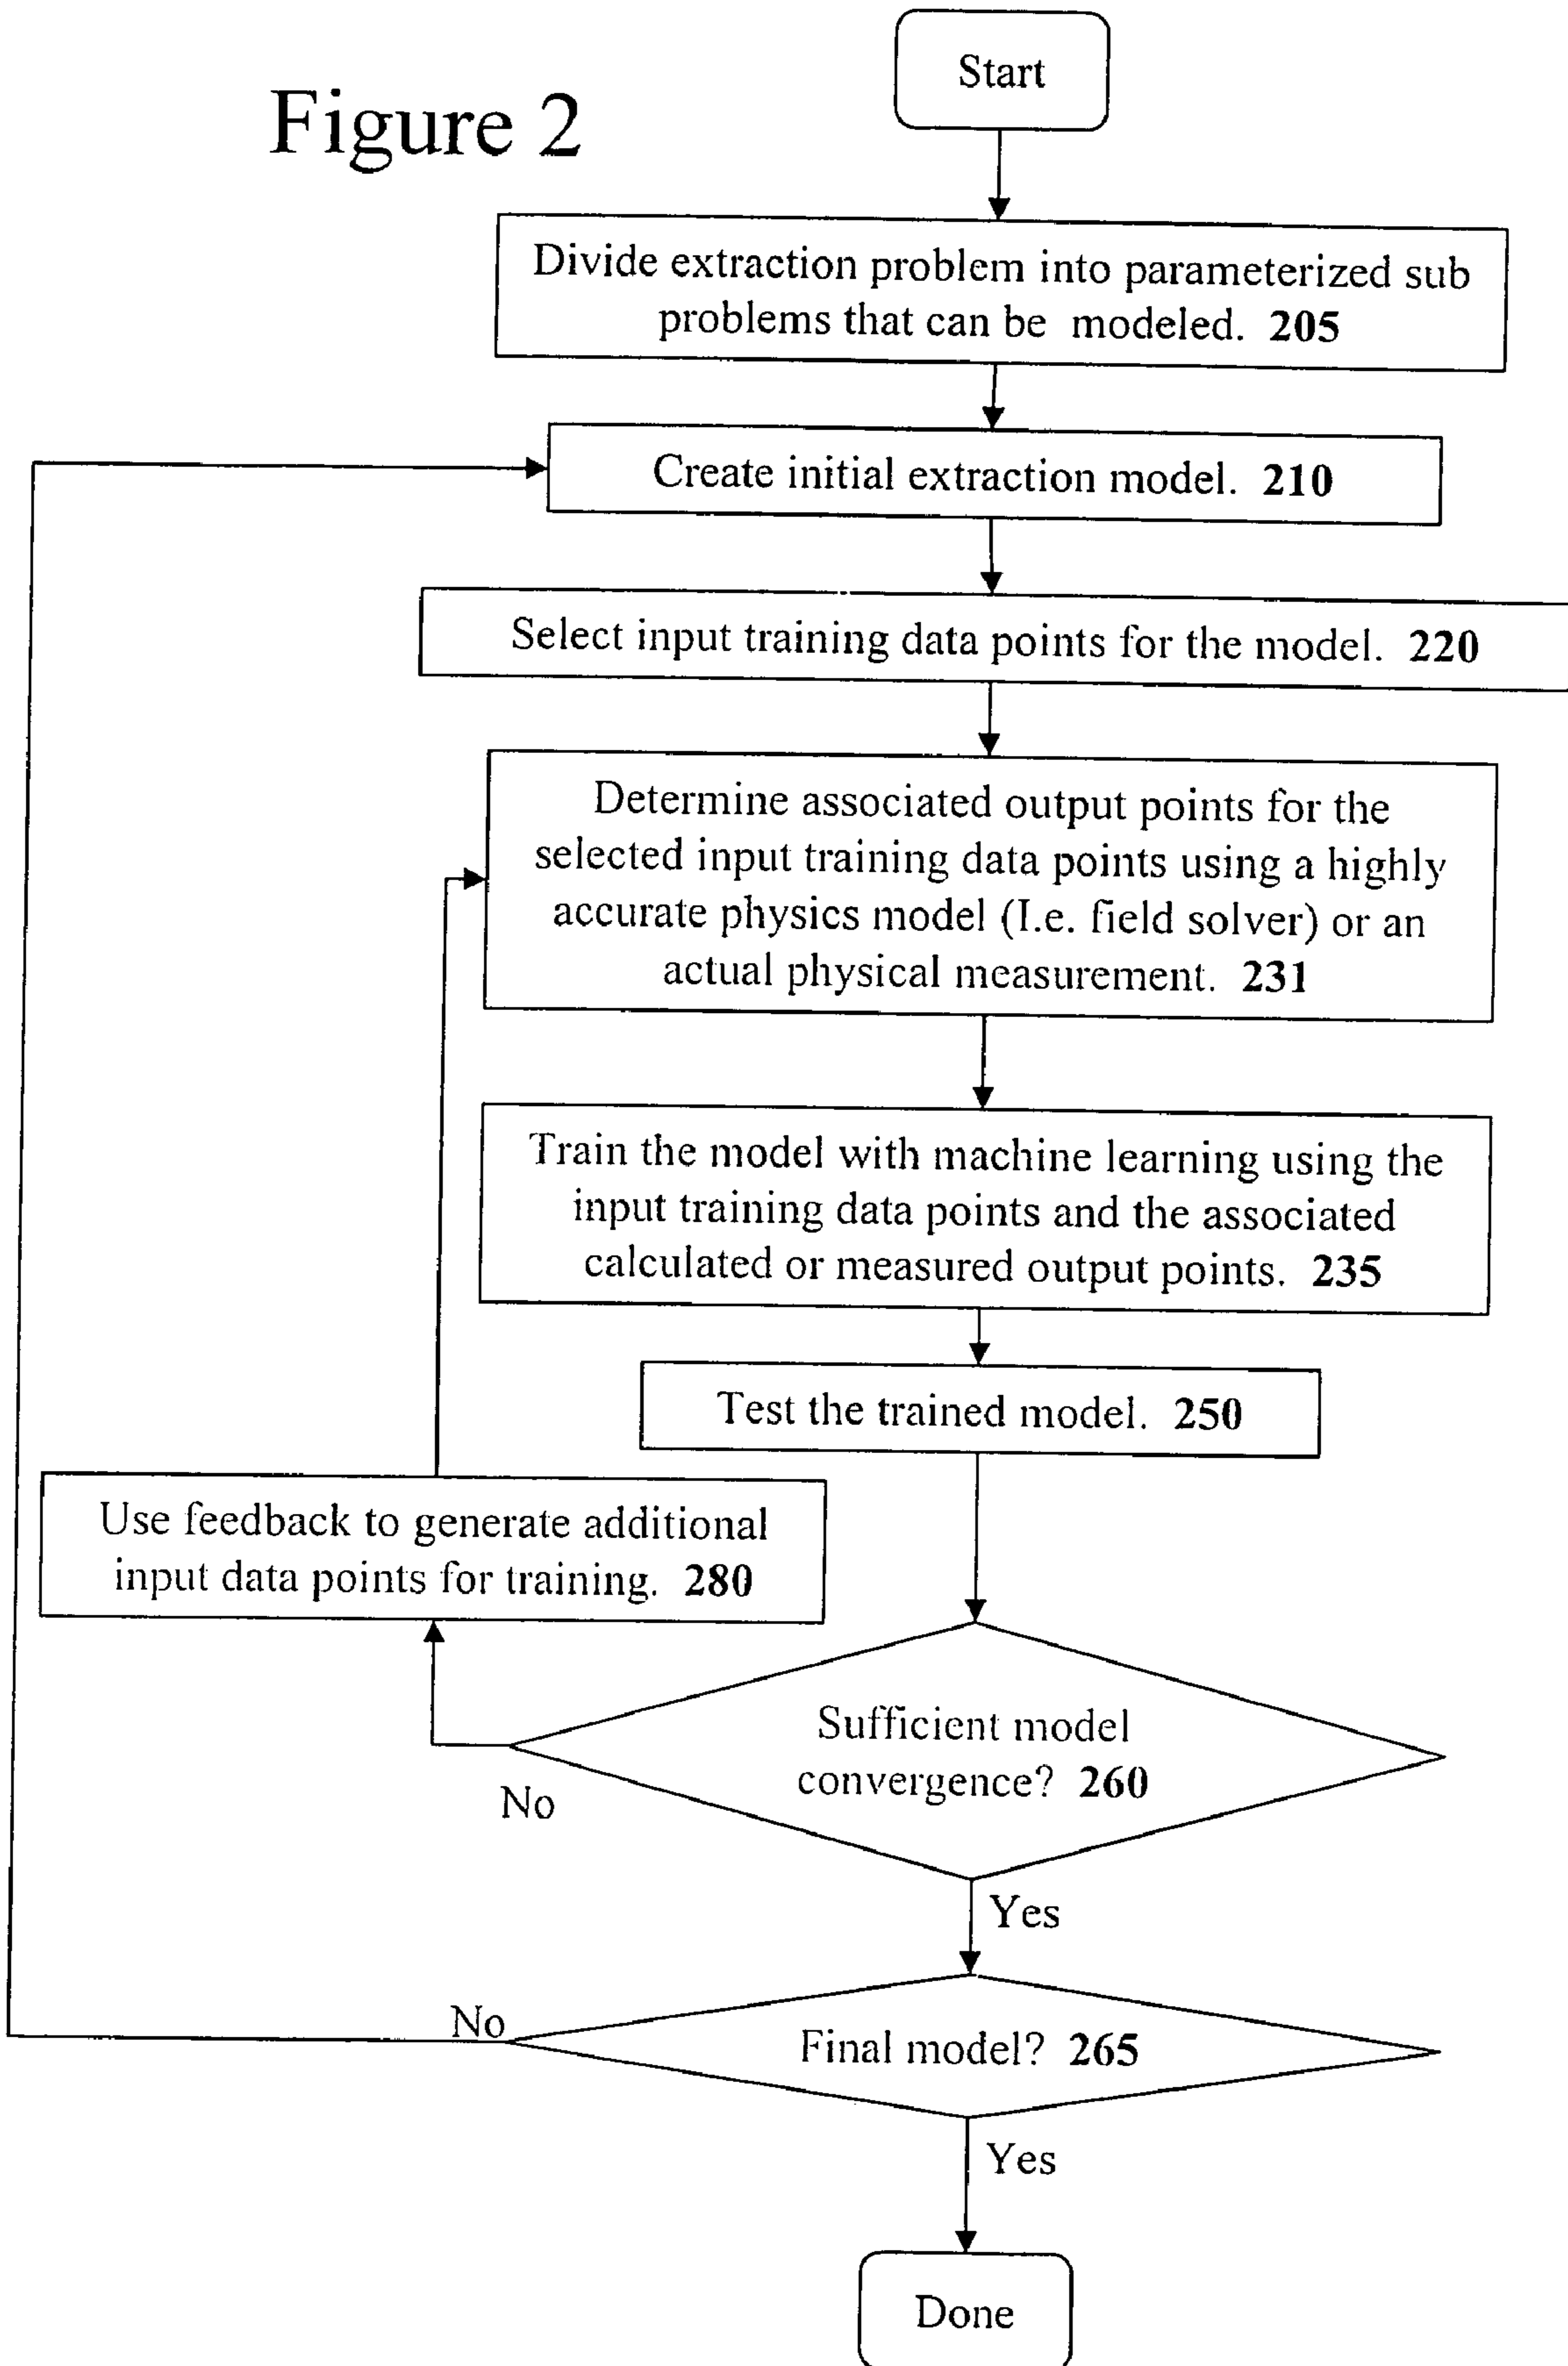 Figure 2
Start
Divide extraction problem into parameterized sub
problems that can be modeled. 205
Create initial extraction model. 210
Select input training data points for the model. 220
Determine associated output points for the
selected input training data points using a highly
accurate physics model (I.e. field solver) or an
actual physical measurement. 231
Train the model with machine learning using the
input training data points and the associated
calculated or measured output points. 235
Test the trained model. 250
Use feedback to generate additional
input data points for training. 280
Sufficient model
convergence? 260
No
Yes
No
Final model? 265
Yes
Done